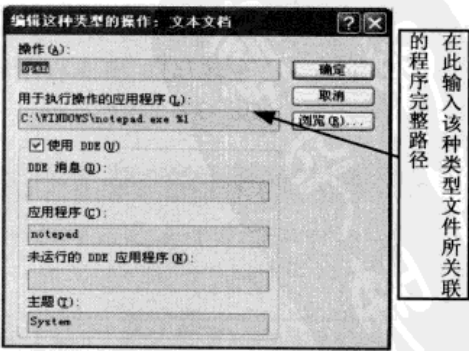 编辑这种类型的操作: 文本文档
操作(A):
open
确定
用于执行操作的应用程序(L):
取消
C:\WINDOWS\notepad.exe %1
浏览(R)...
使用 DDE(U)
DDE 消息(D):
应用程序(C):
notepad
未运行的 DDE 应用程序(N):
主题(T):
System
在此输入该种类型文件所关联
的程序完整路径